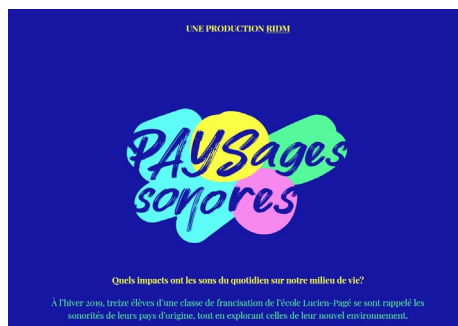 UNE PRODUCTION RIDM
PAYSages
sonores
Quels impacts ont les sons du quotidien sur notre milieu de vie?
À l'hiver 2019, treize élèves d'une classe de francisation de l'école Lucien-Pagé se sont rappelé les
sonorités de leurs pays d'origine, tout en explorant celles de leur nouvel environnement.